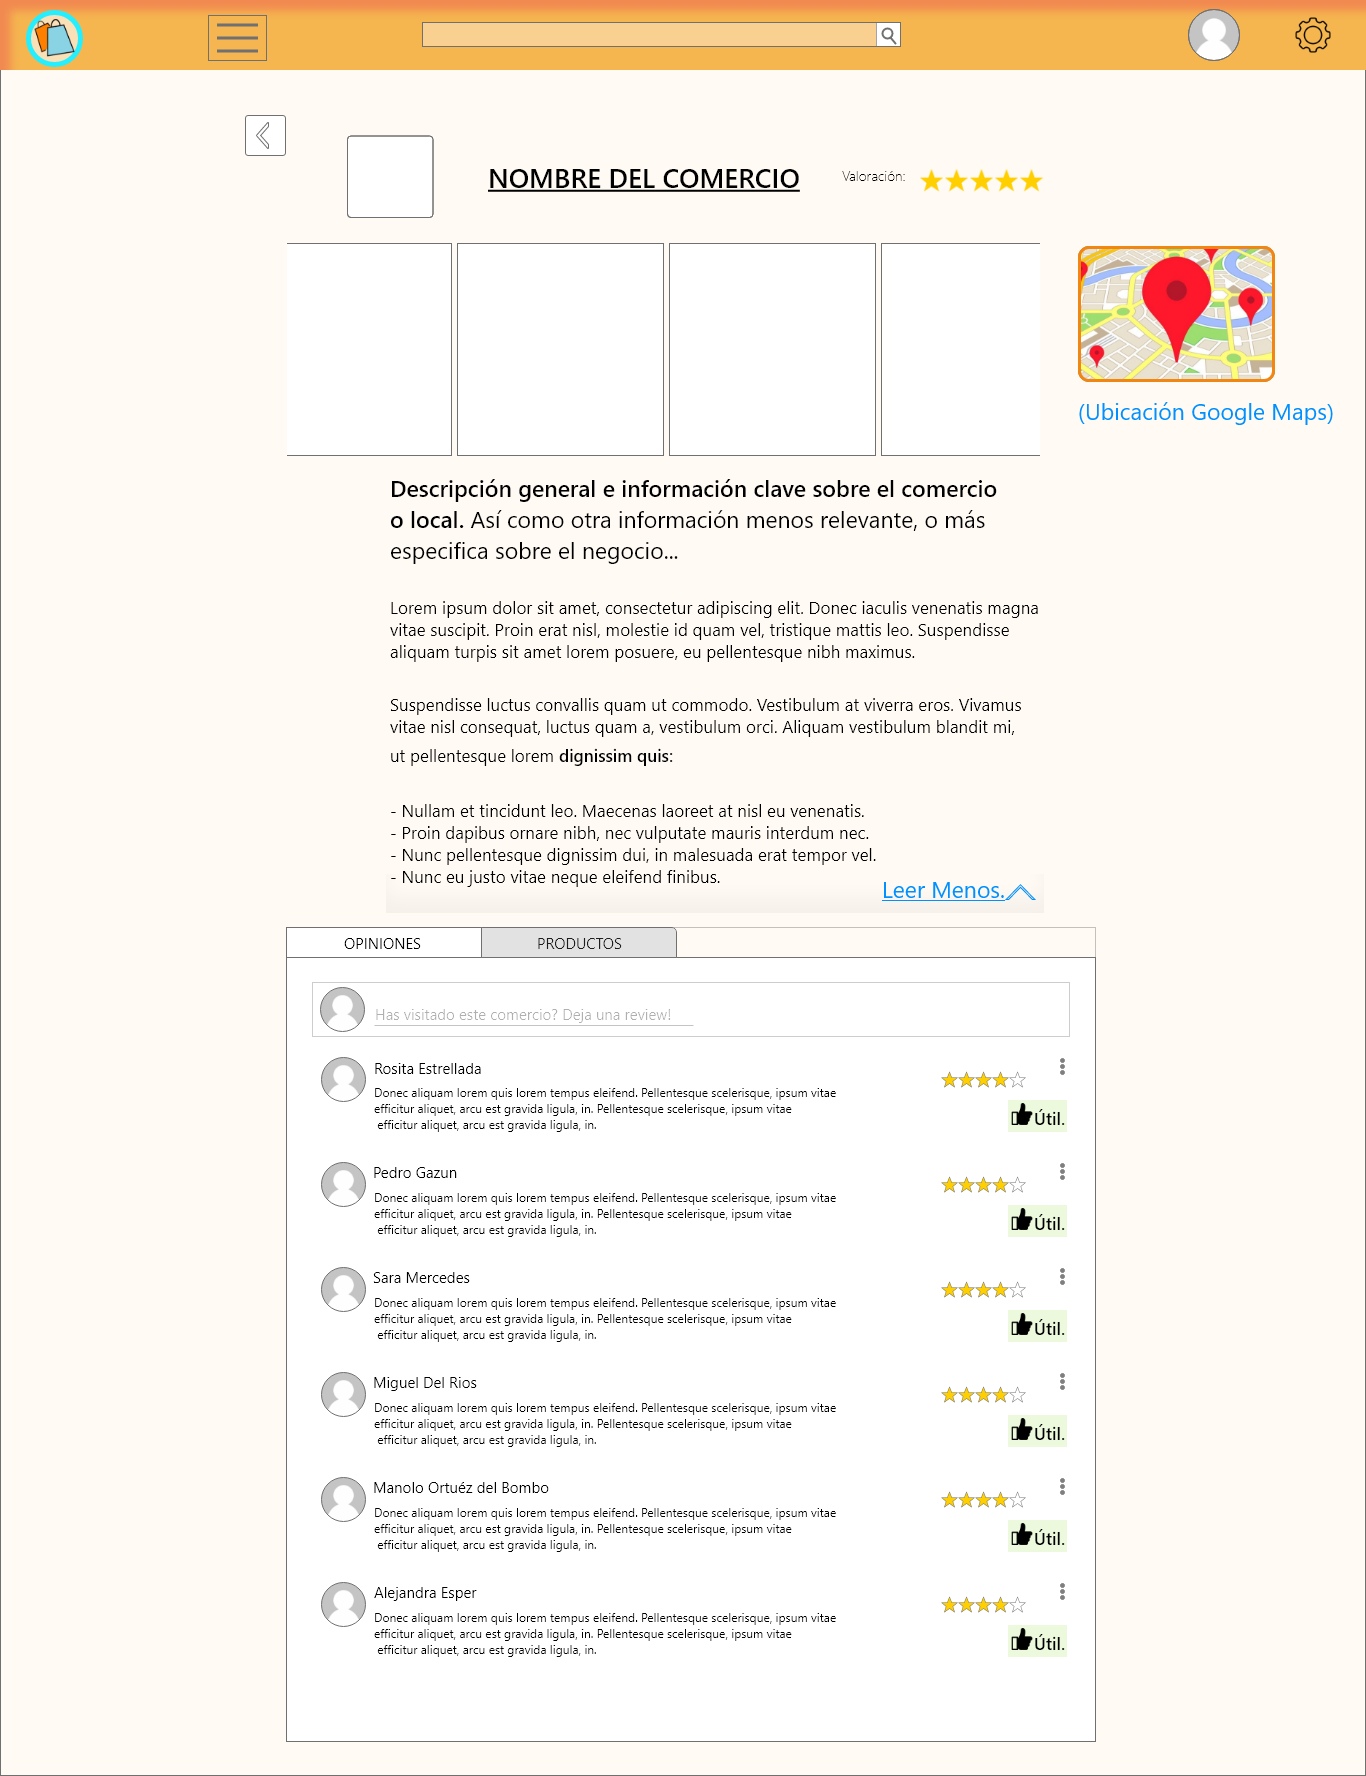 NOMBRE DEL COMERCIO
Valoración:
(Ubicación Google Maps)
Descripción general e información clave sobre el comercio
o local. Así como otra información menos relevante, o más
especifica sobre el negocio...
Lorem ipsum dolor sit amet, consectetur adipiscing elit. Donec iaculis venenatis magna
vitae suscipit. Proin erat nisl, molestie id quam vel, tristique mattis leo. Suspendisse
aliquam turpis sit amet lorem posuere, eu pellentesque nibh maximus.
Suspendisse luctus convallis quam ut commodo. Vestibulum at viverra eros. Vivamus
vitae nisl consequat, luctus quam a, vestibulum orci. Aliquam vestibulum blandit mi,
ut pellentesque lorem dignissim quis:
- Nullam et tincidunt leo. Maecenas laoreet at nisl eu venenatis.
- Proin dapibus ornare nibh, nec vulputate mauris interdum nec.
- Nunc pellentesque dignissim dui, in malesuada erat tempor vel.
- Nunc eu justo vitae neque eleifend finibus.
Leer Menos.
OPINIONES
PRODUCTOS
Has visitado este comercio? Deja una review!
Rosita Estrellada
Donec aliquam lorem quis lorem tempus eleifend. Pellentesque scelerisque, ipsum vitae
efficitur aliquet, arcu est gravida ligula, in. Pellentesque scelerisque, ipsum vitae
efficitur aliquet, arcu est gravida ligula, in.
Útil.
Pedro Gazun
Donec aliquam lorem quis lorem tempus eleifend. Pellentesque scelerisque, ipsum vitae
efficitur aliquet, arcu est gravida ligula, in. Pellentesque scelerisque, ipsum vitae
efficitur aliquet, arcu est gravida ligula, in.
Útil.
Sara Mercedes
Donec aliquam lorem quis lorem tempus eleifend. Pellentesque scelerisque, ipsum vitae
efficitur aliquet, arcu est gravida ligula, in. Pellentesque scelerisque, ipsum vitae
efficitur aliquet, arcu est gravida ligula, in.
Útil.
Miguel Del Rios
Donec aliquam lorem quis lorem tempus eleifend. Pellentesque scelerisque, ipsum vitae
efficitur aliquet, arcu est gravida ligula, in. Pellentesque scelerisque, ipsum vitae
efficitur aliquet, arcu est gravida ligula, in.
Útil.
Manolo Ortuéz del Bombo
Donec aliquam lorem quis lorem tempus eleifend. Pellentesque scelerisque, ipsum vitae
efficitur aliquet, arcu est gravida ligula, in. Pellentesque scelerisque, ipsum vitae
efficitur aliquet, arcu est gravida ligula, in.
Útil.
Alejandra Esper
Donec aliquam lorem quis lorem tempus eleifend. Pellentesque scelerisque, ipsum vitae
efficitur aliquet, arcu est gravida ligula, in. Pellentesque scelerisque, ipsum vitae
efficitur aliquet, arcu est gravida ligula, in.
Útil.